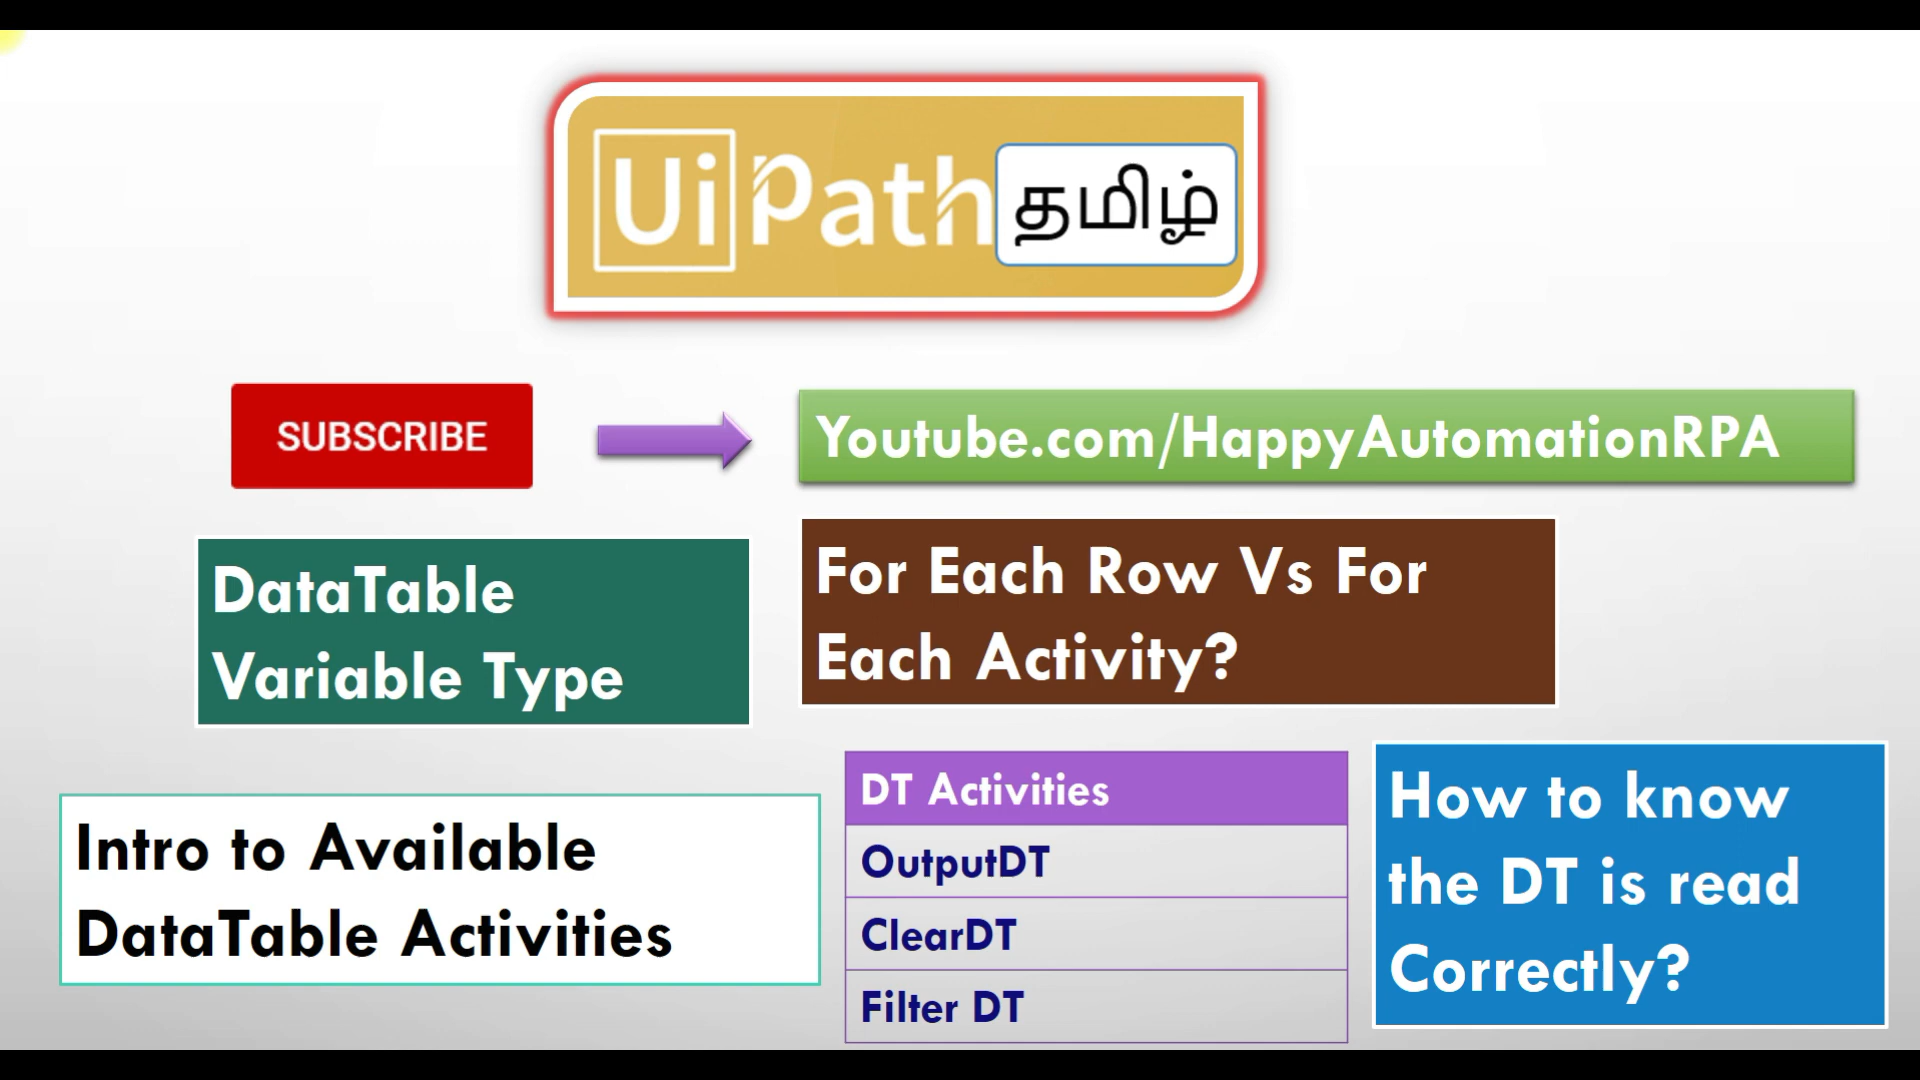 UiPath தமிழ்
SUBSCRIBE
Youtube.com/HappyAutomationRPA
DataTable
Variable Type
For Each Row Vs For
Each Activity?
Intro to Available
DataTable Activities
DT Activities
OutputDT
ClearDT
Filter DT
How to know
the DT is read
Correctly?